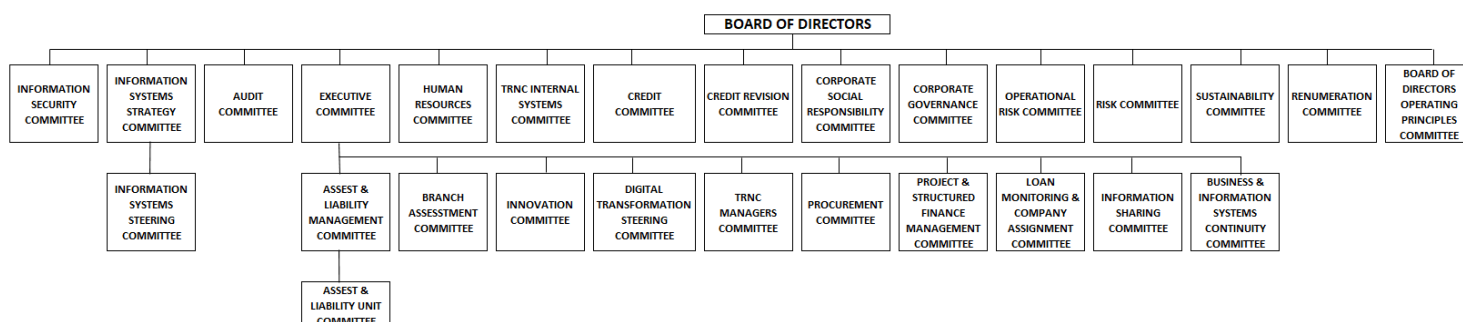 BOARD OF DIRECTORS
INFORMATION
SECURITY
COMMITTEE
INFORMATION
SYSTEMS
STRATEGY
COMMITTEE
AUDIT
COMMITTEE
EXECUTIVE
COMMITTEE
HUMAN
RESOURCES
COMMITTEE
TRNC INTERNAL
SYSTEMS
COMMITTEE
CREDIT
COMMITTEE
CREDIT REVISION
COMMITTEE
CORPORATE
SOCIAL
RESPONSIBILITY
COMMITTEE
CORPORATE
GOVERNANCE
COMMITTEE
OPERATIONAL
RISK COMMITTEE
RISK COMMITTEE
SUSTAINABILITY
COMMITTEE
RENUMERATION
COMMITTEE
BOARD OF
DIRECTORS
OPERATING
PRINCIPLES
COMMITTEE
INFORMATION
SYSTEMS
STEERING
COMMITTEE
ASSEST &
LIABILITY
MANAGEMENT
COMMITTEE
BRANCH
ASSESSTMENT
COMMITTEE
INNOVATION
COMMITTEE
DIGITAL
TRANSFORMATION
STEERING
COMMITTEE
TRNC
MANAGERS
COMMITTEE
PROCUREMENT
COMMITTEE
PROJECT &
STRUCTURED
FINANCE
MANAGEMENT
COMMITTEE
LOAN
MONITORING &
COMPANY
ASSIGNMENT
COMMITTEE
INFORMATION
SHARING
COMMITTEE
BUSINESS &
INFORMATION
SYSTEMS
CONTINUITY
COMMITTEE
ASSEST &
LIABILITY UNIT
COMMITTEE